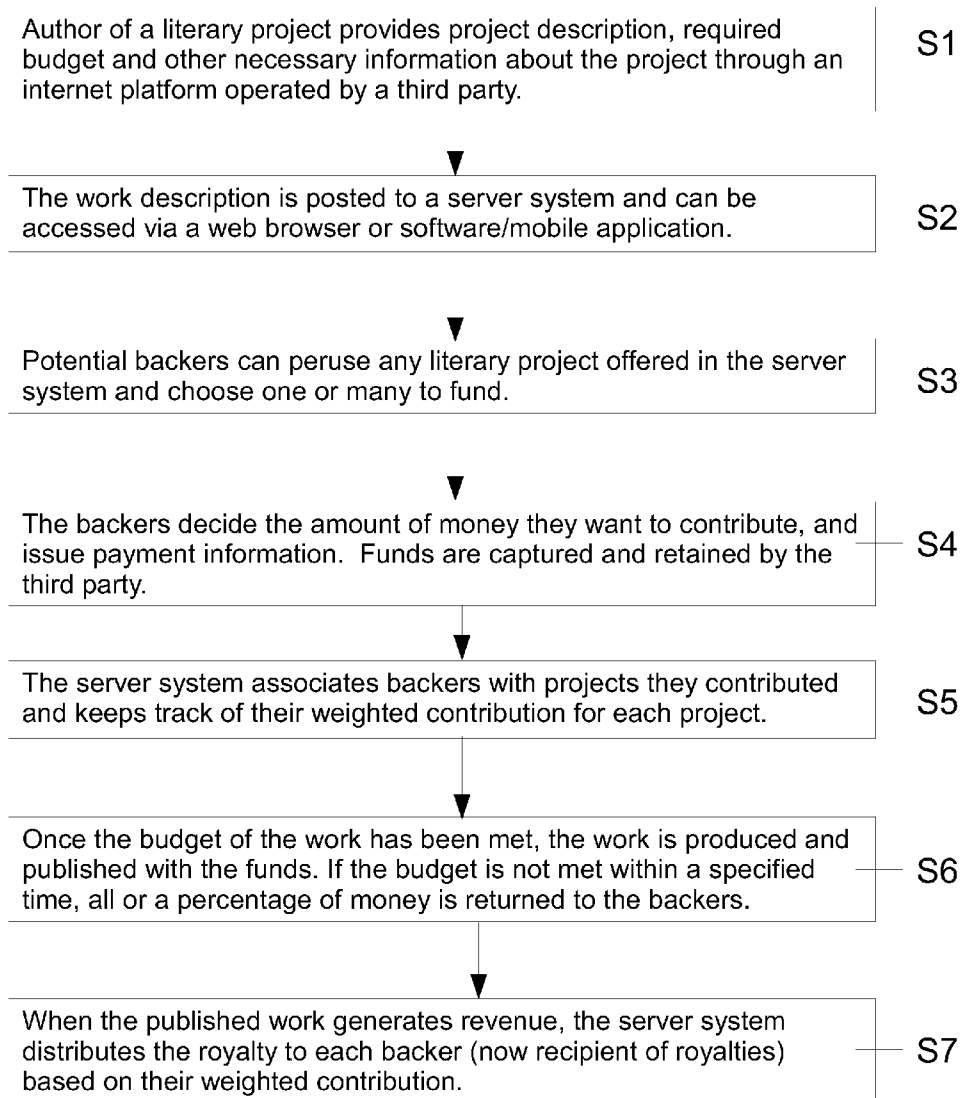 Author of a literary project provides project description, required
budget and other necessary information about the project through an
internet platform operated by a third party.
S1
The work description is posted to a server system and can be
accessed via a web browser or software/mobile application.
S2
Potential backers can peruse any literary project offered in the server
system and choose one or many to fund.
S3
The backers decide the amount of money they want to contribute, and
issue payment information.  Funds are captured and retained by the
third party.
S4
The server system associates backers with projects they contributed
and keeps track of their weighted contribution for each project.
S5
Once the budget of the work has been met, the work is produced and
published with the funds. If the budget is not met within a specified
time, all or a percentage of money is returned to the backers.
S6
When the published work generates revenue, the server system
distributes the royalty to each backer (now recipient of royalties)
based on their weighted contribution.
S7